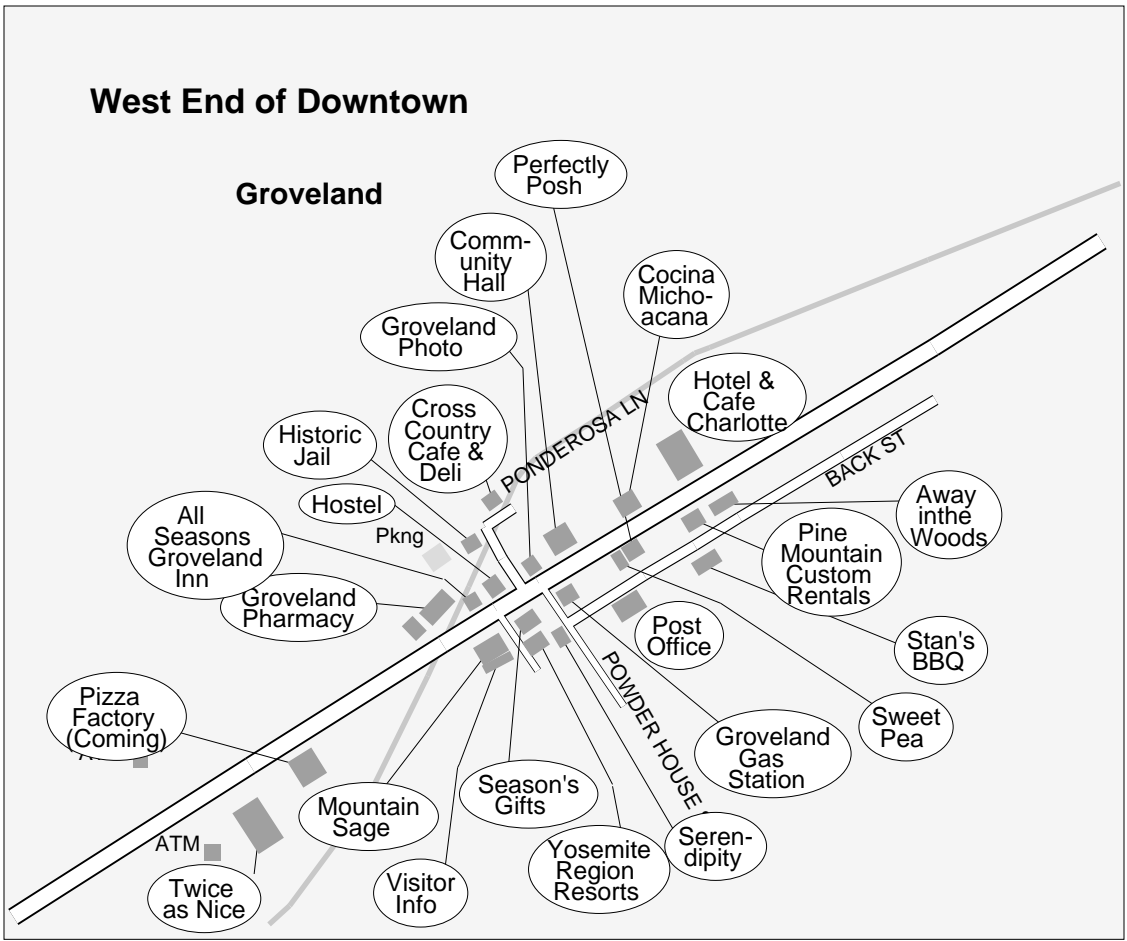 West End of Downtown
Groveland
Perfectly
Posh
Comm-
unity
Hall
Cocina
Micho-
acana
Groveland
Photo
Hotel &
Cafe
Charlotte
Cross
Country
Cafe &
Deli
PONDEROSA LN
Historic
Jail
BACK ST
Hostel
Away
inthe
Woods
All
Seasons
Groveland
Inn
Pkng
Pine
Mountain
Custom
Rentals
Groveland
Pharmacy
Post
Office
Stan's
BBQ
POWDER HOUSE
Pizza
Factory
(Coming)
Sweet
Pea
Groveland
Gas
Station
Season's
Gifts
Mountain
Sage
ATM
Seren-
dipity
Yosemite
Region
Resorts
Visitor
Info
Twice
as Nice